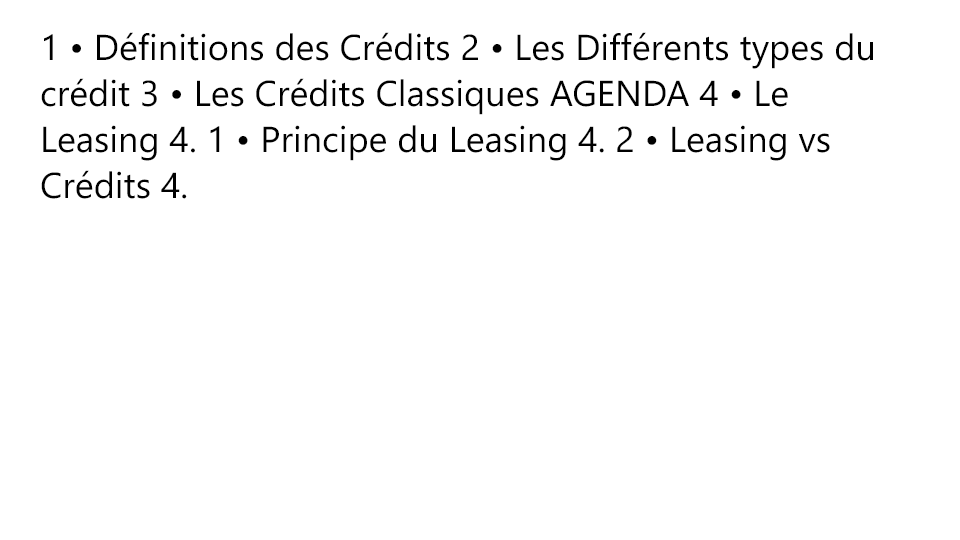 1 • Définitions des Crédits 2 • Les Différents types du
crédit 3 • Les Crédits Classiques AGENDA 4 • Le
Leasing 4. 1 • Principe du Leasing 4. 2 • Leasing vs
Crédits 4.